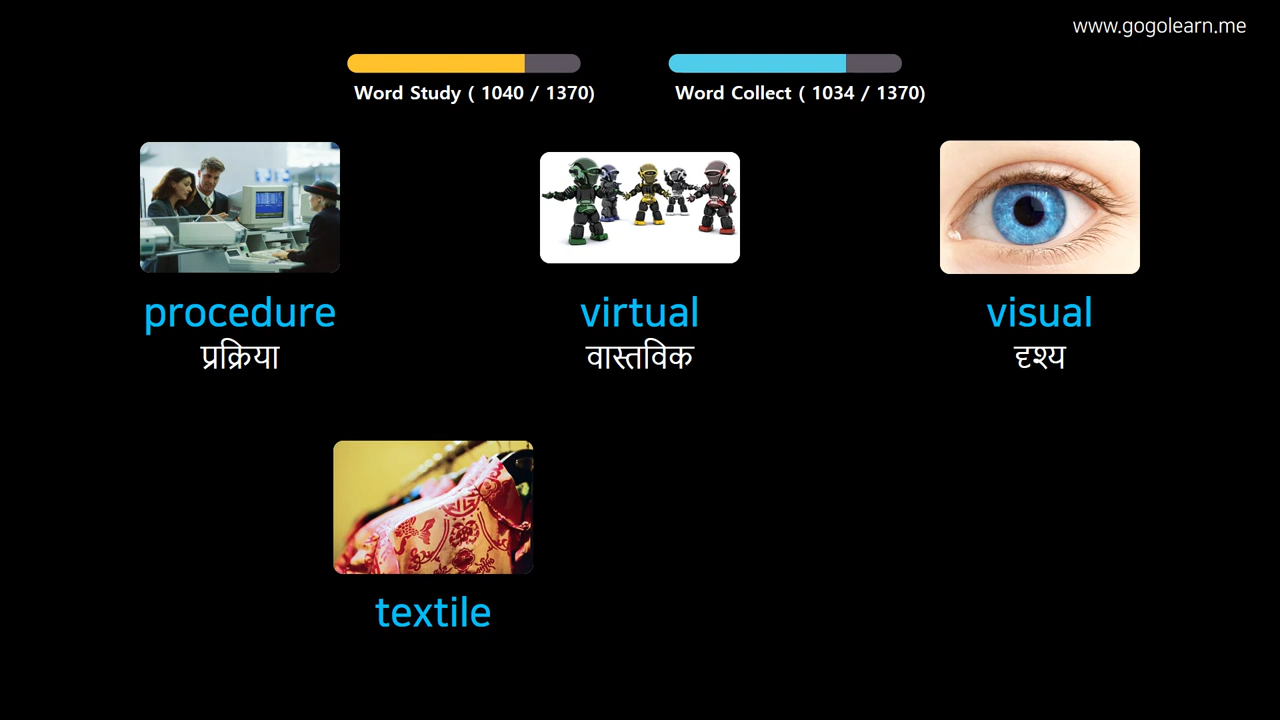 www.gogolearn.me
Word Study ( 1040 / 1370)
Word Collect ( 1034 / 1370)
procedure
प्रक्रिया
virtual
वास्तविक
visual
दृश्य
textile